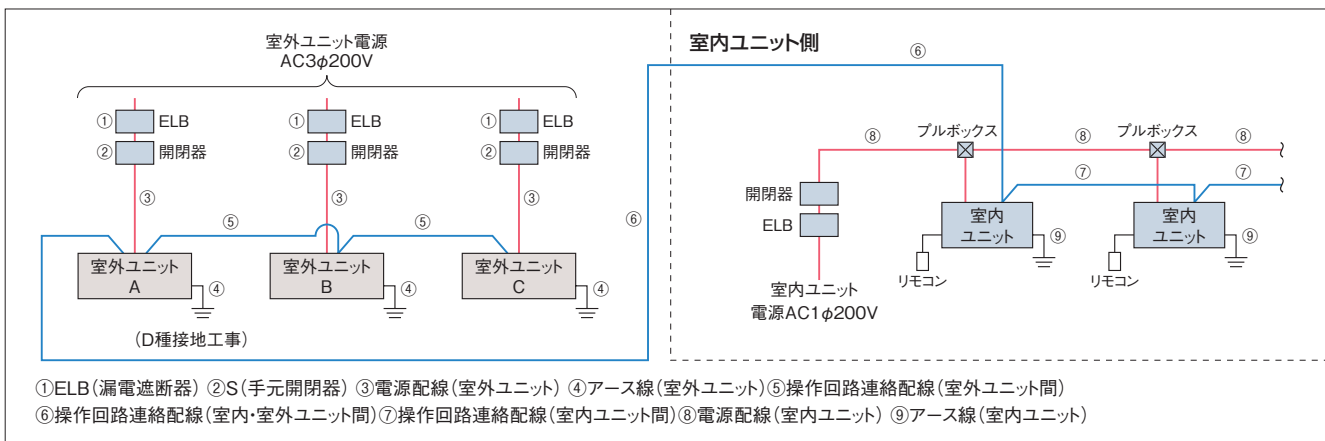 室外ユニット電源
AC3φ200V
① ELB
② 開閉器
① ELB
② 開閉器
① ELB
② 開閉器
③
③
③
⑤
⑤
⑥
室外ユニット
A
④
室外ユニット
B
④
室外ユニット
C
④
(D種接地工事)
室内ユニット側
⑥
プルボックス
プルボックス
⑧
⑧
⑧
⑦
⑦
開閉器
ELB
室内ユニット
電源AC1φ200V
室内
ユニット
⑨
リモコン
室内
ユニット
⑨
リモコン
①ELB(漏電遮断器) ②S(手元開閉器) ③電源配線(室外ユニット) ④アース線(室外ユニット)⑤操作回路連絡配線(室外ユニット間)
⑥操作回路連絡配線(室内・室外ユニット間)⑦操作回路連絡配線(室内ユニット間)⑧電源配線(室内ユニット) ⑨アース線(室内ユニット)